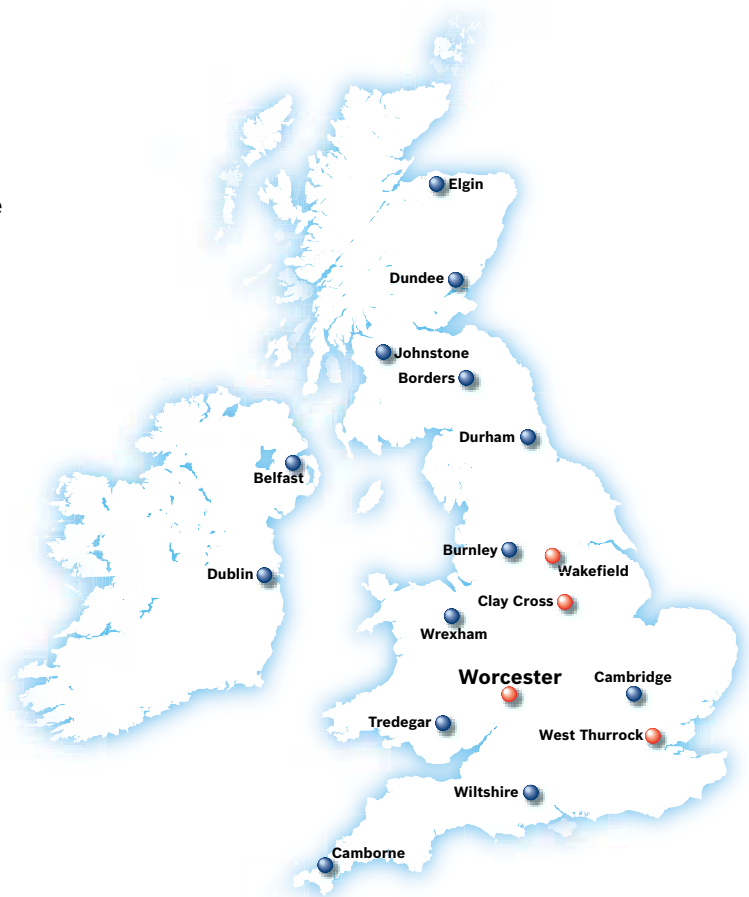 Elgin
e
Dundee
Johnstone
Borders
Durham
Belfast
Burnley
Wakefield
Dublin
Clay Cross
Wrexham
Worcester
Cambridge
Tredegar
West Thurrock
Wiltshire
Camborne